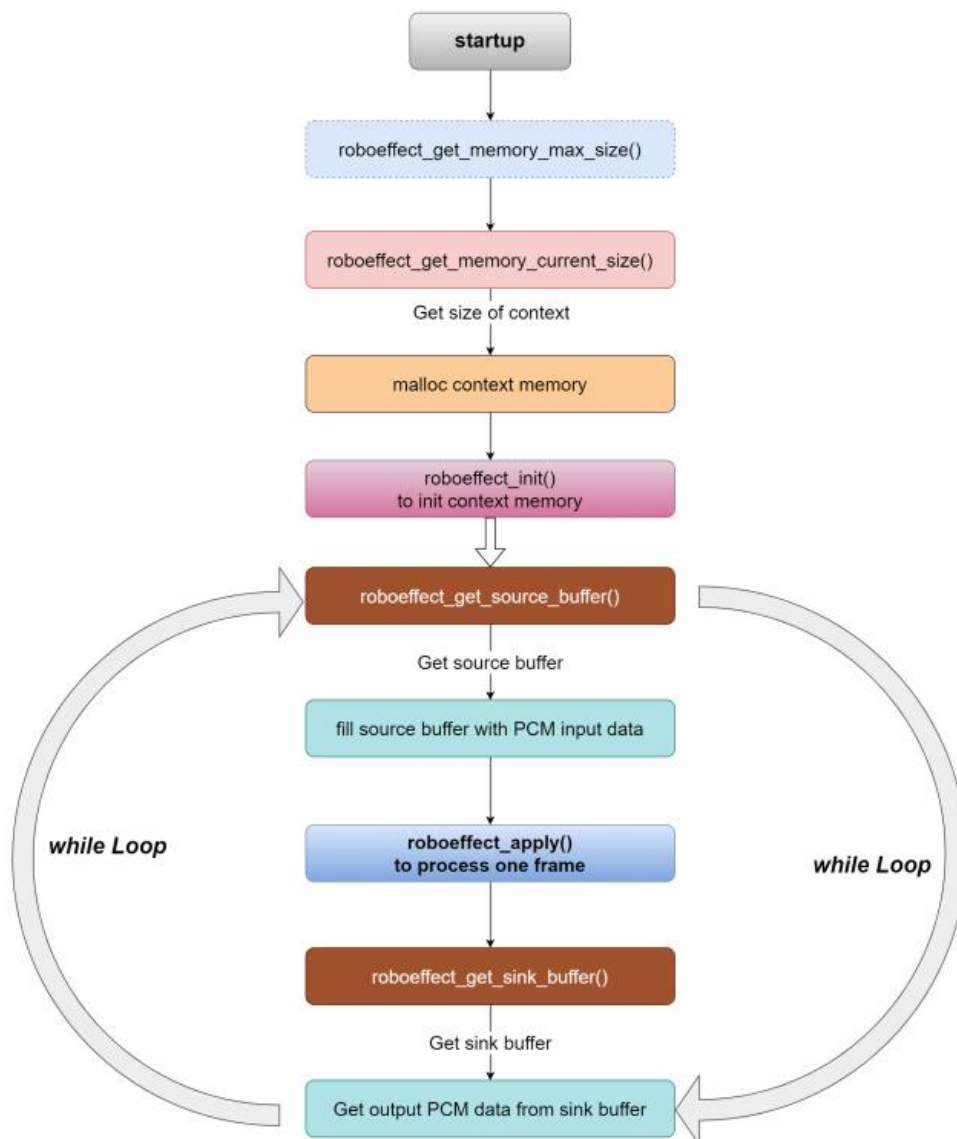 startup
roboeffect_get_memory_max_size()
roboeffect_get_memory_current_size()
Get size of context
malloc context memory
roboeffect_init()
to init context memory
roboeffect_get_source_buffer()
Get source buffer
fill source buffer with PCM input data
roboeffect_apply()
to process one frame
while Loop
while Loop
roboeffect_get_sink_buffer()
Get sink buffer
Get output PCM data from sink buffer